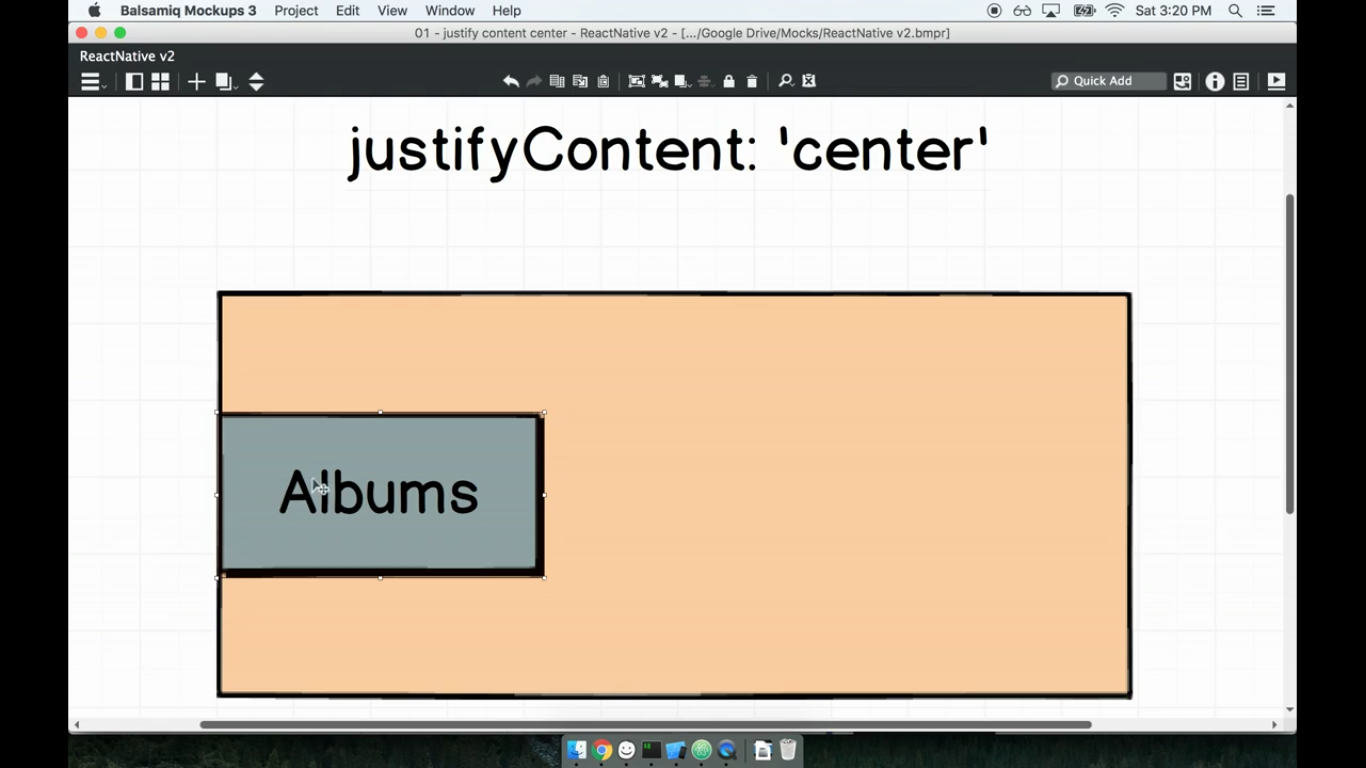 Balsamiq Mockups 3 Project Edit View Window Help Sat 3:20 PM
01 - justify content center - ReactNative v2 - [.../Google Drive/Mocks/ReactNative v2.bmpr]
ReactNative v2
Quick Add
justifyContent: 'center'
Albums